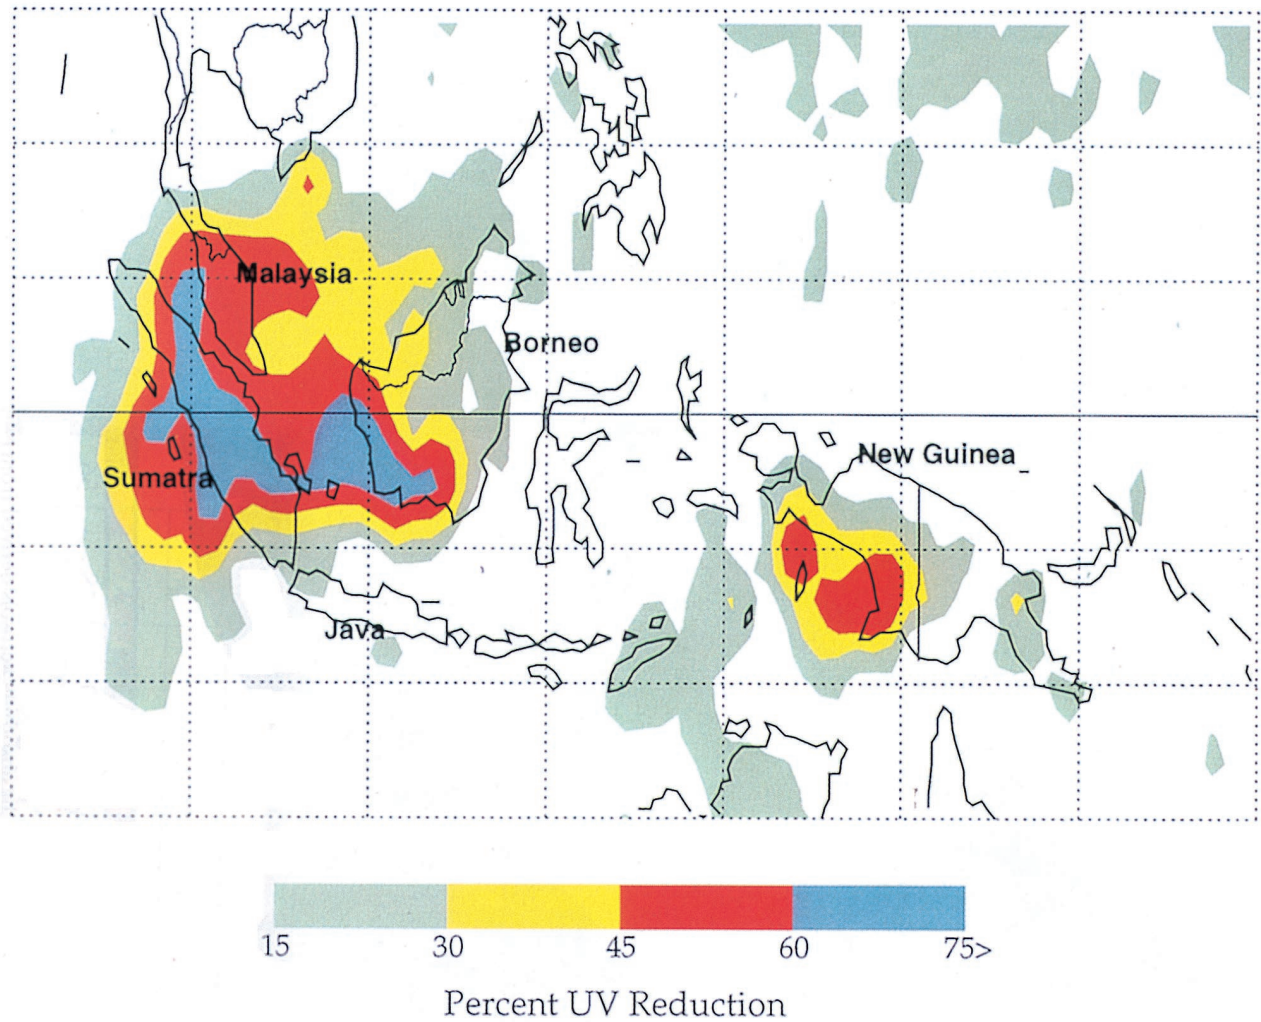 Malaysia
Borneo
New Guinea
Sumatra
Java
15 30 45 60 75>
Percent UV Reduction